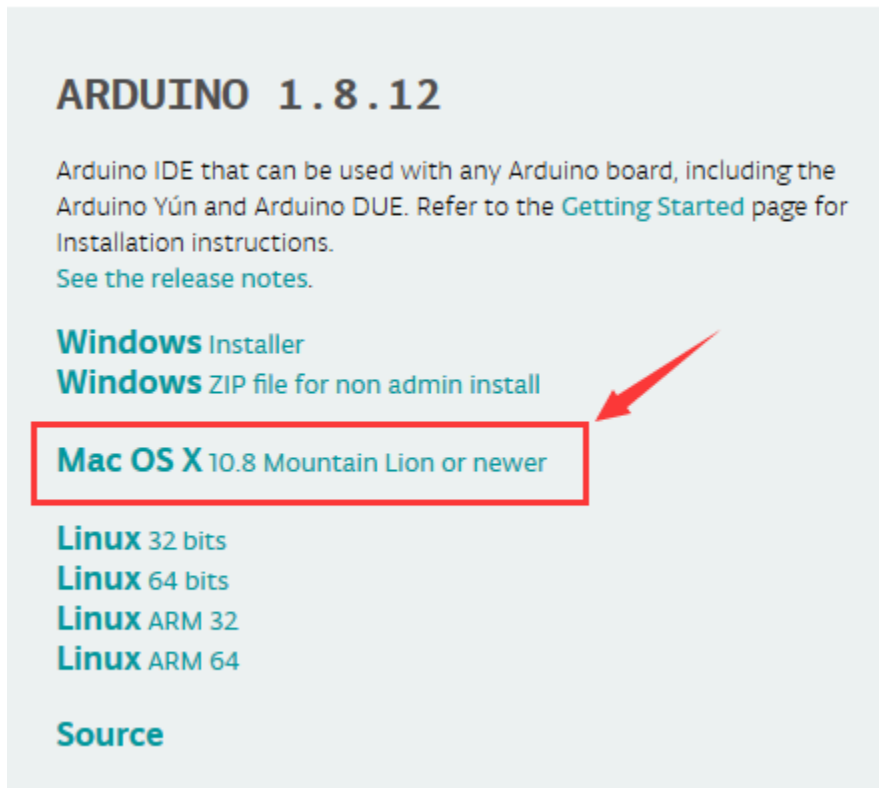 ARDUINO 1.8.12
Arduino IDE that can be used with any Arduino board, including the
Arduino Yún and Arduino DUE. Refer to the Getting Started page for
Installation instructions.
See the release notes.
Windows Installer
Windows ZIP file for non admin install
Mac OS X 10.8 Mountain Lion or newer
Linux 32 bits
Linux 64 bits
Linux ARM 32
Linux ARM 64
Source